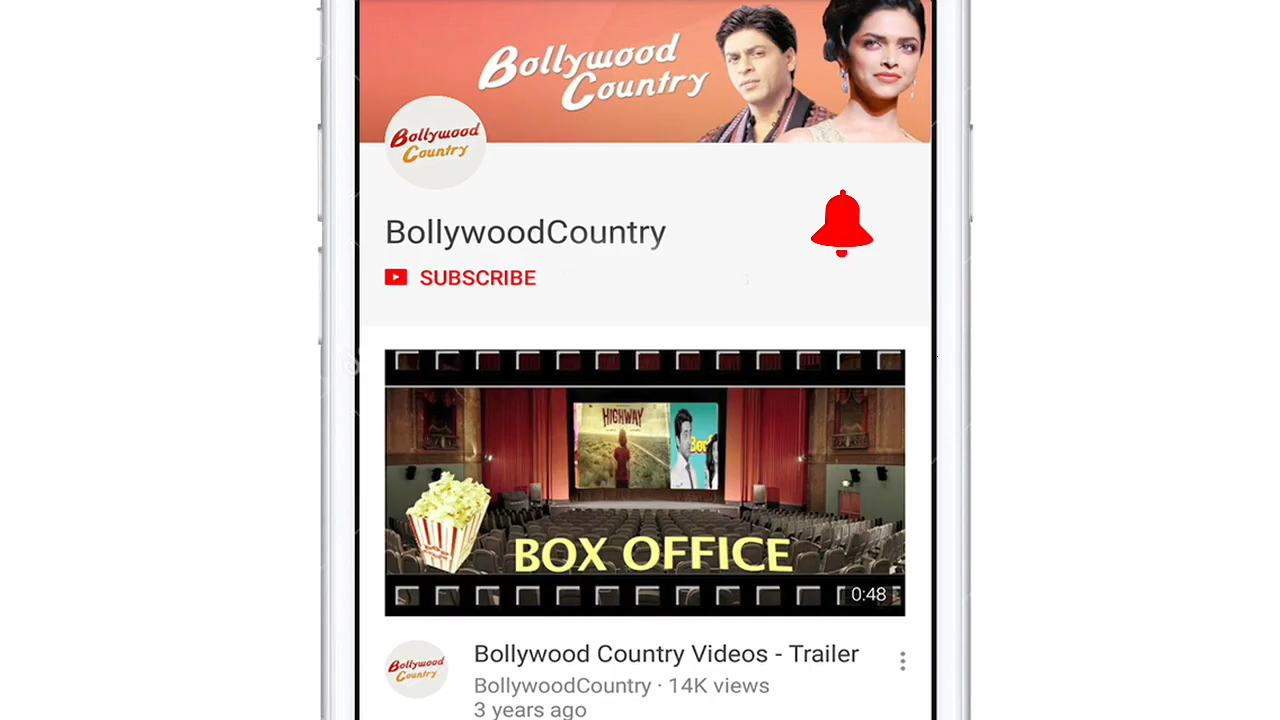 Bollywood
Country
Bollywood
Country
BollywoodCountry
SUBSCRIBE
HIGHWAY
BOX OFFICE
0:48
Bollywood
Country
Bollywood Country Videos - Trailer
BollywoodCountry · 14K views
3 years ago